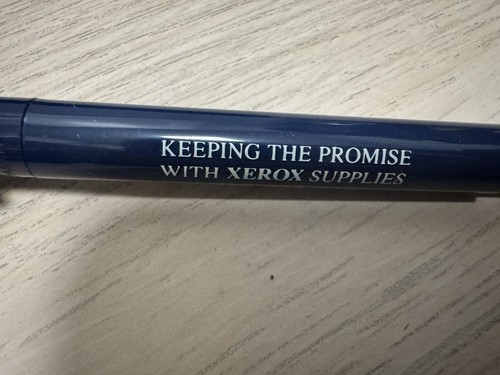 KEEPING THE PROMISE
WITH XEROX SUPPLIES